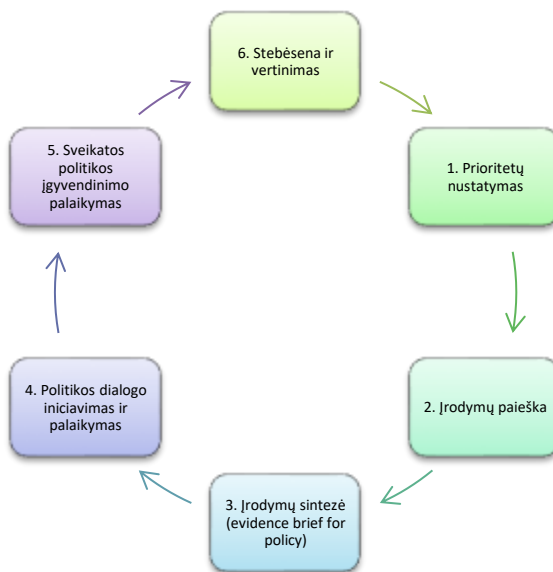 6. Stebėsena ir
vertinimas
1. Prioritetų
nustatymas
2. Įrodymų paieška
3. Įrodymų sintezė
(evidence brief for
policy)
4. Politikos dialogo
iniciavimas ir
palaikymas
5. Sveikatos
politikos
įgyvendinimo
palaikymas